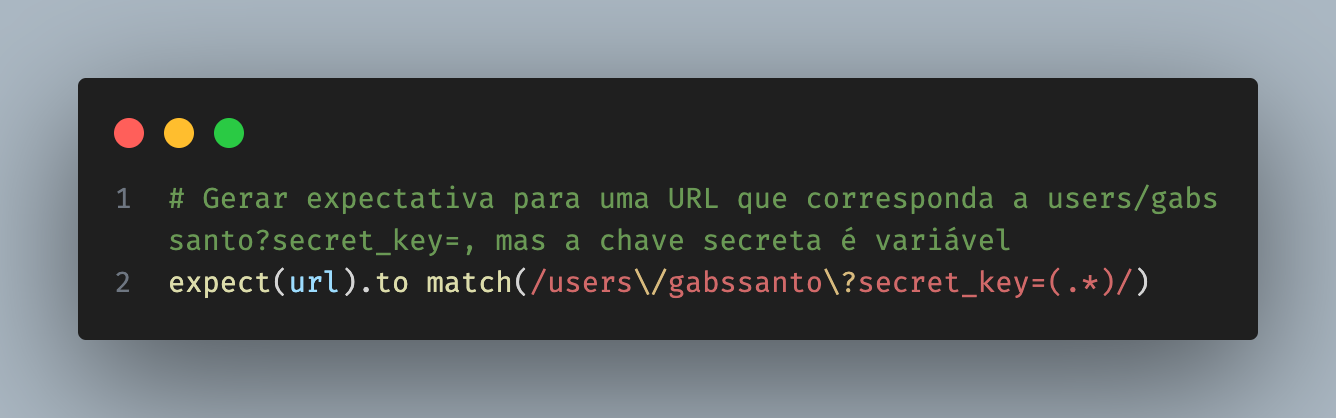 1 # Gerar expectativa para uma URL que corresponda a users/gabs
santo?secret_key=, mas a chave secreta é variável
2 expect(url).to match(/users\/gabssanto\?secret_key=(.*)/)